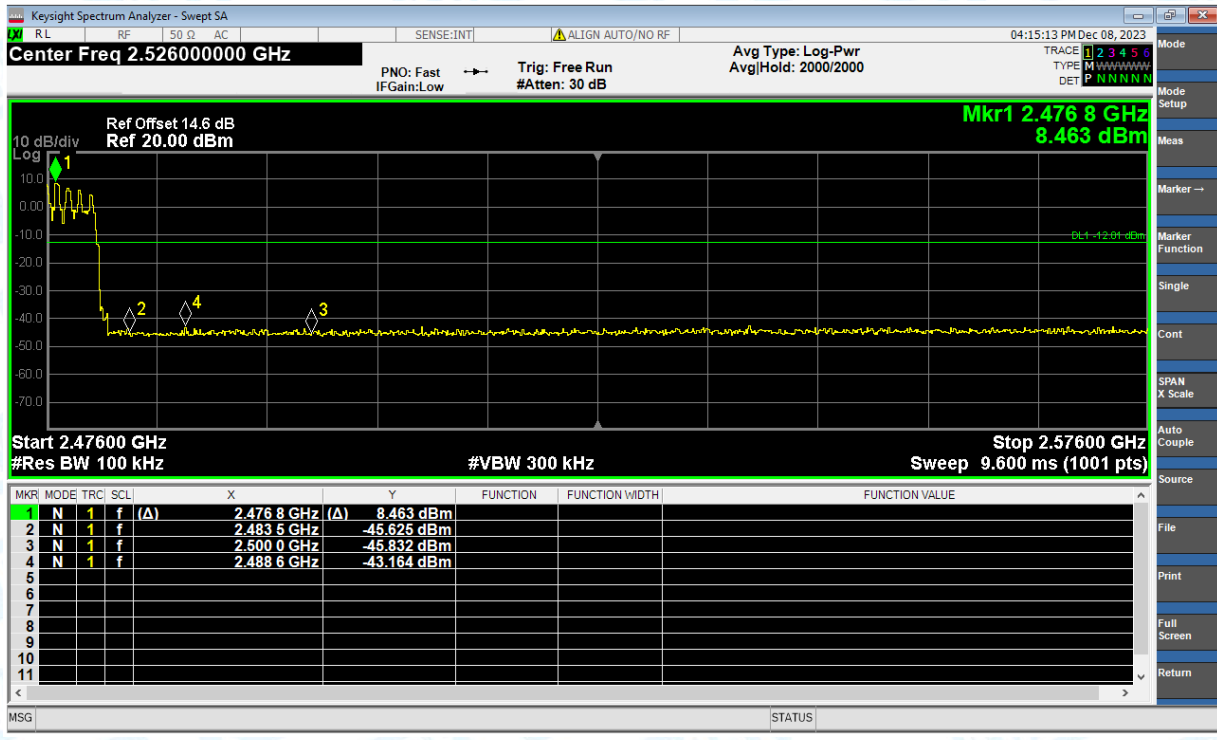 Keysight Spectrum Analyzer - Swept SA
LXI RL RF 50 Ω AC SENSE:INT ALIGN AUTO/NO RF 04:15:13 PM Dec 08, 2023
Center Freq 2.526000000 GHz
PNO: Fast
IFGain:Low
Trig: Free Run
#Atten: 30 dB
Avg Type: Log-Pwr
Avg|Hold: 2000/2000
TRACE 1 2 3 4 5 6
TYPE M WWWWW
DET P N N N N N
Ref Offset 14.6 dB
10 dB/div Ref 20.00 dBm
Log
Mkr1 2.476 8 GHz
8.463 dBm
1
10.0
0.00
-10.0
DL1 -12.01 dBm
-20.0
-30.0
2 4 3
-40.0
-50.0
-60.0
-70.0
Start 2.47600 GHz Stop 2.57600 GHz
#Res BW 100 kHz #VBW 300 kHz Sweep 9.600 ms (1001 pts)
MKR MODE TRC SCL X Y FUNCTION FUNCTION WIDTH FUNCTION VALUE
1 N 1 f (Δ) 2.476 8 GHz (Δ) 8.463 dBm
2 N 1 f 2.483 5 GHz -45.625 dBm
3 N 1 f 2.500 0 GHz -45.832 dBm
4 N 1 f 2.488 6 GHz -43.164 dBm
5
6
7
8
9
10
11
MSG STATUS
Mode
Mode
Setup
Meas
Marker →
Marker
Function
Single
Cont
SPAN
X Scale
Auto
Couple
Source
File
Print
Full
Screen
Return